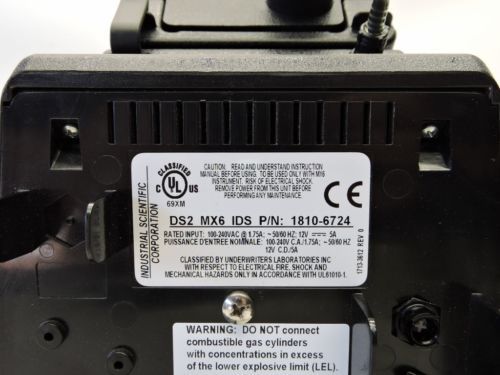 CLASSIFIED
C UL US
69XM
CAUTION: READ AND UNDERSTAND INSTRUCTION
MANUAL BEFORE USING. TO BE USED ONLY WITH MX6
INSTRUMENT. RISK OF ELECTRICAL SHOCK.
REMOVE POWER FROM THIS UNIT BEFORE
PERFORMING ANY MAINTENANCE.
CE
INDUSTRIAL SCIENTIFIC
CORPORATION
DS2 MX6 IDS P/N: 1810-6724
RATED INPUT: 100-240VAC @ 1.75A; ~ 50/60 HZ; 12V 5A
PUISSANCE D'ENTREE NOMINALE: 100-240V C.A./1.75A; ~ 50/60 HZ
12V C.D./5A
CLASSIFIED BY UNDERWRITERS LABORATORIES INC
WITH RESPECT TO ELECTRICAL FIRE, SHOCK AND
MECHANICAL HAZARDS ONLY IN ACCORDANCE WITH UL61010-1.
1713-3612 REV 0
WARNING: DO NOT connect
combustible gas cylinders
with concentrations in excess
of the lower explosive limit (LEL).